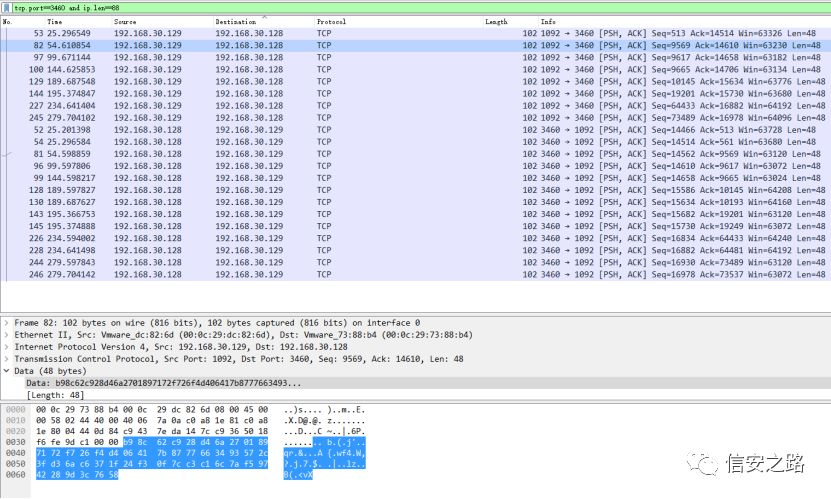 tcp.port==3460 and ip.len==88
No. Time Source Destination Protocol Length Info
53 25.296549 192.168.30.129 192.168.30.128 TCP 102 1092 → 3460 [PSH, ACK] Seq=513 Ack=14514 Win=63326 Len=48
82 54.610854 192.168.30.129 192.168.30.128 TCP 102 1092 → 3460 [PSH, ACK] Seq=9569 Ack=14610 Win=63230 Len=48
97 99.671144 192.168.30.129 192.168.30.128 TCP 102 1092 → 3460 [PSH, ACK] Seq=9617 Ack=14658 Win=63182 Len=48
100 144.625853 192.168.30.129 192.168.30.128 TCP 102 1092 → 3460 [PSH, ACK] Seq=9665 Ack=14706 Win=63134 Len=48
129 189.687548 192.168.30.129 192.168.30.128 TCP 102 1092 → 3460 [PSH, ACK] Seq=10145 Ack=15634 Win=63776 Len=48
144 195.374847 192.168.30.129 192.168.30.128 TCP 102 1092 → 3460 [PSH, ACK] Seq=19201 Ack=15730 Win=63680 Len=48
227 234.641404 192.168.30.129 192.168.30.128 TCP 102 1092 → 3460 [PSH, ACK] Seq=64433 Ack=16882 Win=64192 Len=48
245 279.704102 192.168.30.129 192.168.30.128 TCP 102 1092 → 3460 [PSH, ACK] Seq=73489 Ack=16978 Win=64096 Len=48
52 25.201398 192.168.30.128 192.168.30.129 TCP 102 3460 → 1092 [PSH, ACK] Seq=14466 Ack=513 Win=63728 Len=48
54 25.296584 192.168.30.128 192.168.30.129 TCP 102 3460 → 1092 [PSH, ACK] Seq=14514 Ack=561 Win=63680 Len=48
81 54.598859 192.168.30.128 192.168.30.129 TCP 102 3460 → 1092 [PSH, ACK] Seq=14562 Ack=9569 Win=63120 Len=48
96 99.597806 192.168.30.128 192.168.30.129 TCP 102 3460 → 1092 [PSH, ACK] Seq=14610 Ack=9617 Win=63072 Len=48
99 144.598217 192.168.30.128 192.168.30.129 TCP 102 3460 → 1092 [PSH, ACK] Seq=14658 Ack=9665 Win=63024 Len=48
128 189.597827 192.168.30.128 192.168.30.129 TCP 102 3460 → 1092 [PSH, ACK] Seq=15586 Ack=10145 Win=64208 Len=48
130 189.687627 192.168.30.128 192.168.30.129 TCP 102 3460 → 1092 [PSH, ACK] Seq=15634 Ack=10193 Win=64160 Len=48
143 195.366753 192.168.30.128 192.168.30.129 TCP 102 3460 → 1092 [PSH, ACK] Seq=15682 Ack=19201 Win=63120 Len=48
145 195.374888 192.168.30.128 192.168.30.129 TCP 102 3460 → 1092 [PSH, ACK] Seq=15730 Ack=19249 Win=63072 Len=48
226 234.594002 192.168.30.128 192.168.30.129 TCP 102 3460 → 1092 [PSH, ACK] Seq=16834 Ack=64433 Win=64240 Len=48
228 234.641498 192.168.30.128 192.168.30.129 TCP 102 3460 → 1092 [PSH, ACK] Seq=16882 Ack=64481 Win=64192 Len=48
244 279.597843 192.168.30.128 192.168.30.129 TCP 102 3460 → 1092 [PSH, ACK] Seq=16930 Ack=73489 Win=63120 Len=48
246 279.704142 192.168.30.128 192.168.30.129 TCP 102 3460 → 1092 [PSH, ACK] Seq=16978 Ack=73537 Win=63072 Len=48
Frame 82: 102 bytes on wire (816 bits), 102 bytes captured (816 bits) on interface 0
Ethernet II, Src: Vmware_dc:82:6d (00:0c:29:dc:82:6d), Dst: Vmware_73:88:b4 (00:0c:29:73:88:b4)
Internet Protocol Version 4, Src: 192.168.30.129, Dst: 192.168.30.128
Transmission Control Protocol, Src Port: 1092, Dst Port: 3460, Seq: 9569, Ack: 14610, Len: 48
Data (48 bytes)
Data: b98c62c928d46a2701897172f726f4d406417b8777663493...
[Length: 48]
0000 00 0c 29 73 88 b4 00 0c 29 dc 82 6d 08 00 45 00 ..)s.... )..m..E.
0010 00 58 02 44 40 00 40 06 7a 0a c0 a8 1e 81 c0 a8 .X.D@.@. z.......
0020 1e 80 04 44 0d 84 c9 43 7e da 14 7c c9 36 50 18 ...D...C ~..|.6P.
0030 f6 fe 9d c1 00 00 b9 8c 62 c9 28 d4 6a 27 01 89 ........ b.(.j'..
0040 71 72 f7 26 f4 d4 06 41 7b 87 77 66 34 93 57 2c qr.&...A {.wf4.W,
0050 3f d3 6a c6 37 1f 24 f3 0f 7c c3 c1 6c 7a f5 97 ?.j.7.$. .|..lz..
0060 42 28 9d 3c 76 58 B(.<vX
信安之路